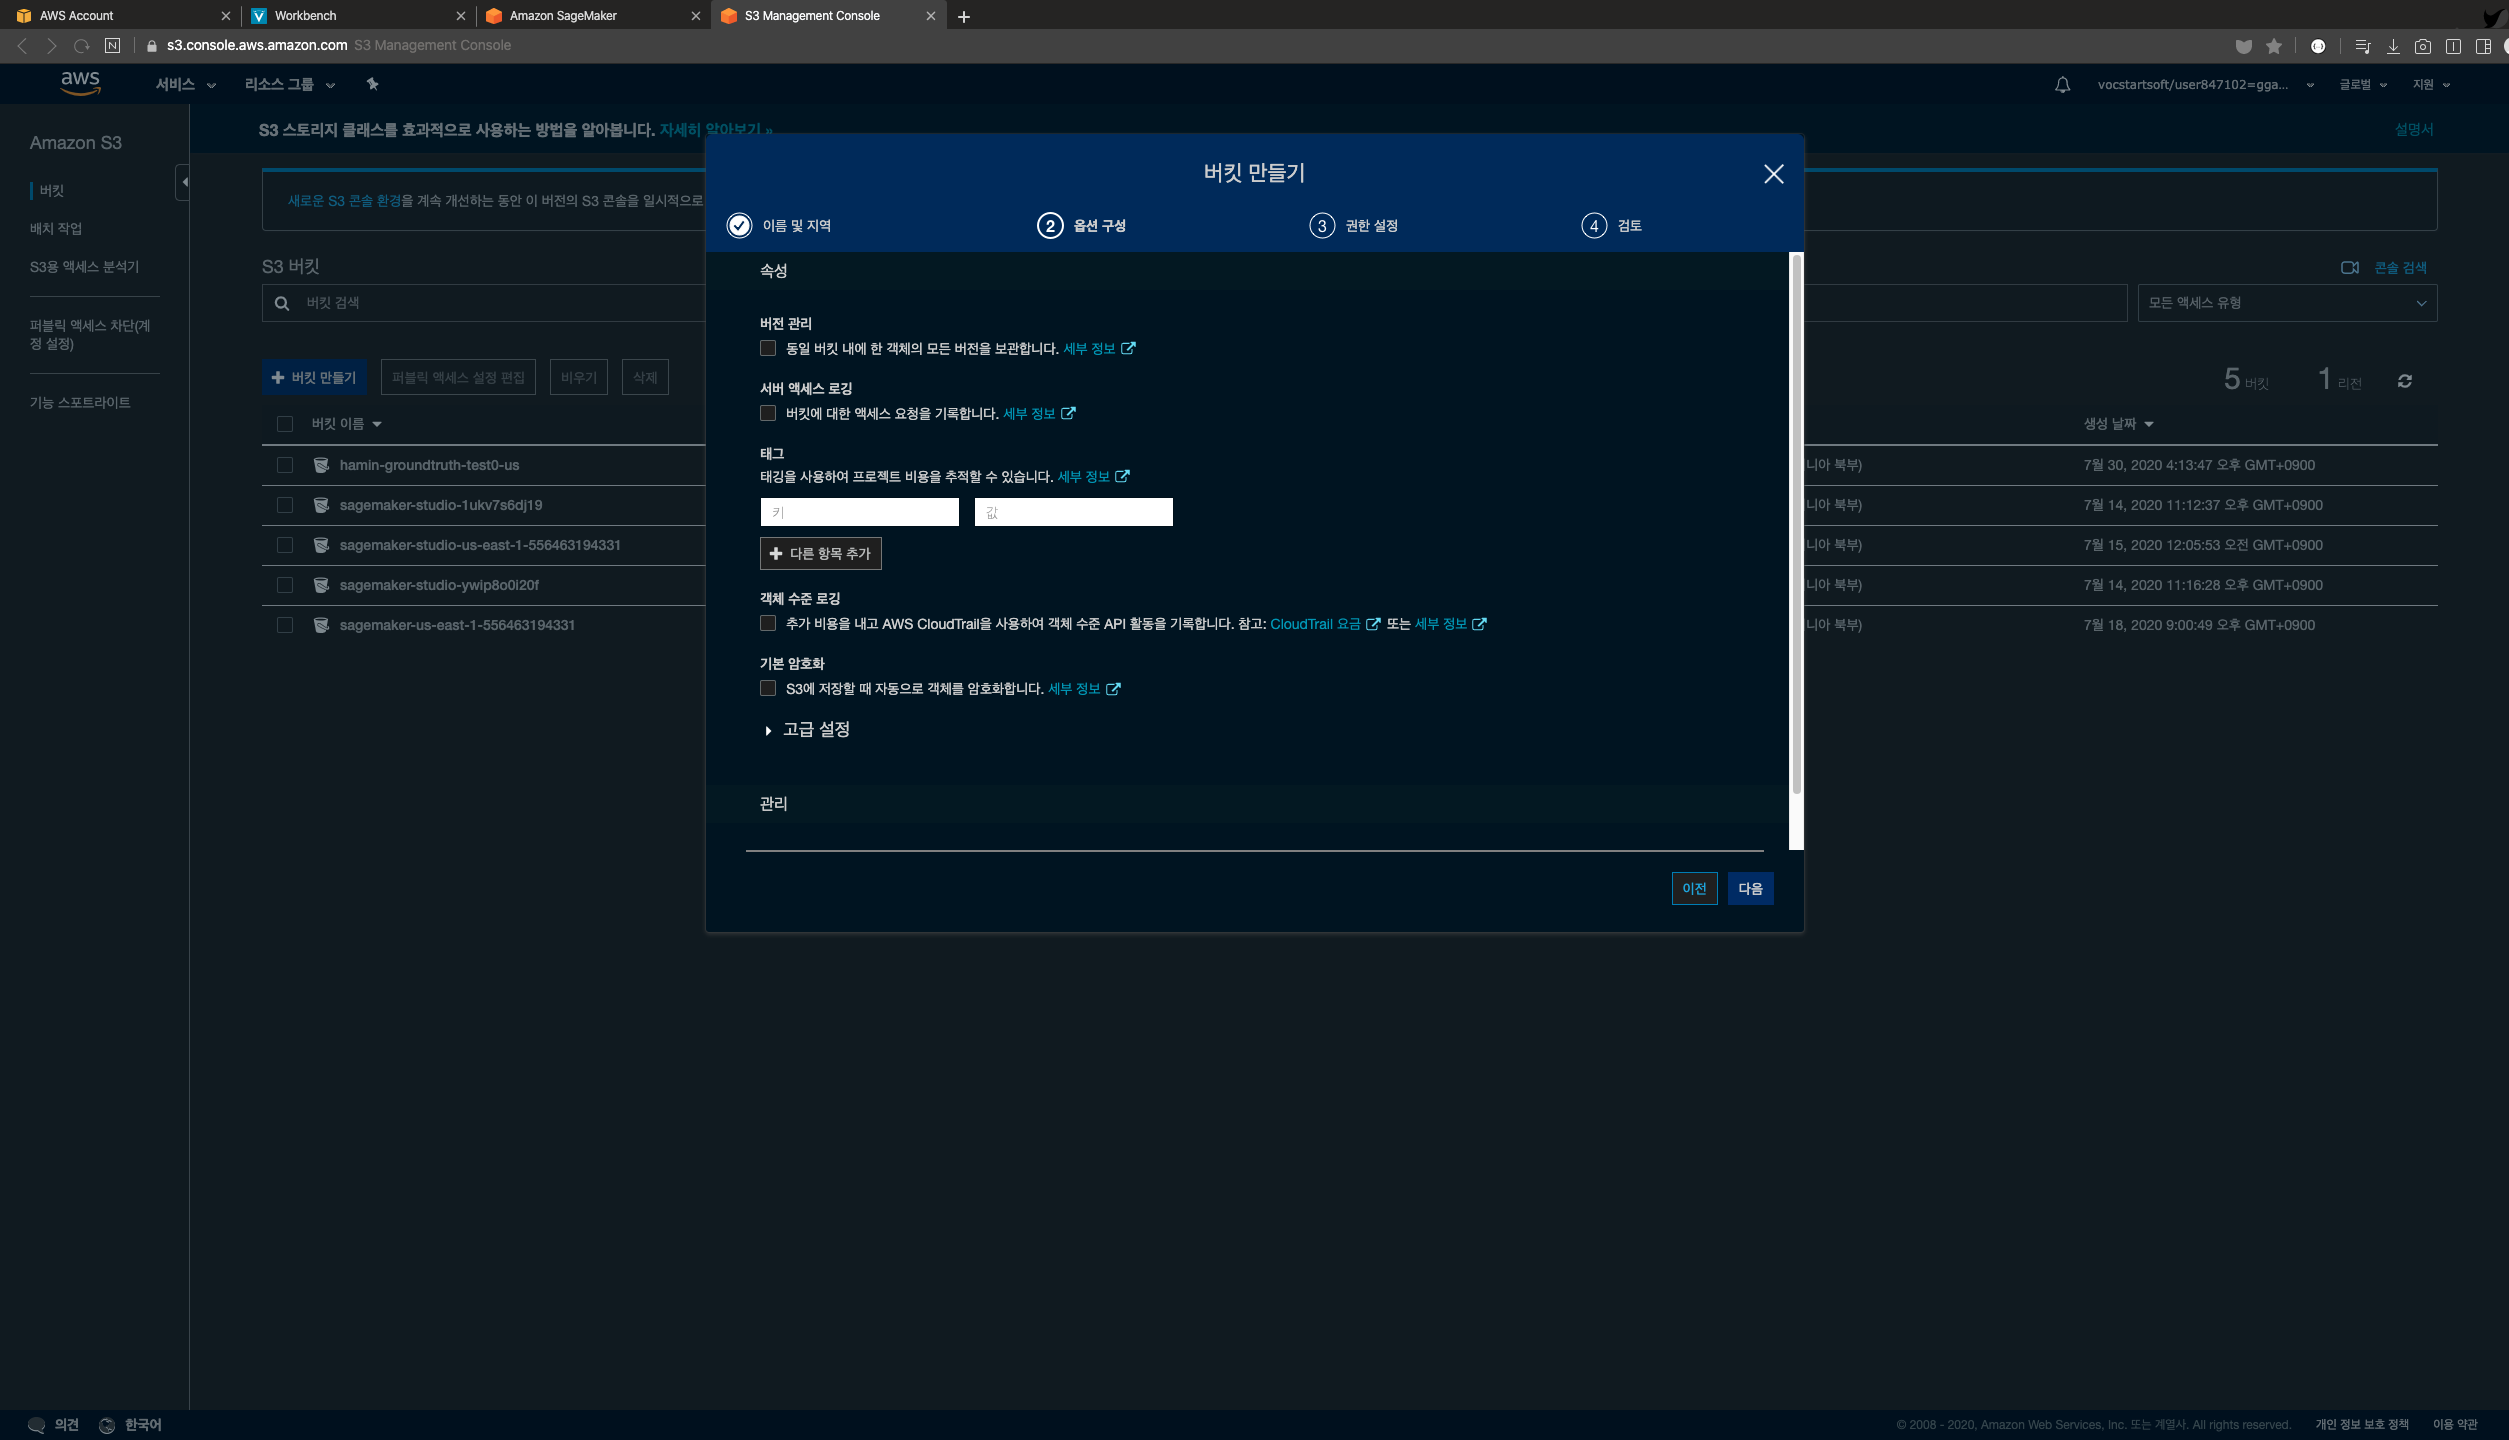 AWS Account
Workbench
Amazon SageMaker
S3 Management Console
s3.console.aws.amazon.com S3 Management Console
aws 서비스 리소스 그룹
vocstartsoft/user847102=gga... 글로벌 지원
Amazon S3
버킷
배치 작업
S3용 액세스 분석기
퍼블릭 액세스 차단(계
정 설정)
기능 스포트라이트
S3 스토리지 클래스를 효과적으로 사용하는 방법을 알아봅니다. 자세히 알아보기 »
설명서
새로운 S3 콘솔 환경을 계속 개선하는 동안 이 버전의 S3 콘솔을 일시적으로
S3 버킷
콘솔 검색
버킷 검색
모든 액세스 유형
버킷 만들기 퍼블릭 액세스 설정 편집 비우기 삭제
5 버킷 1 리전
버킷 이름
생성 날짜
hamin-groundtruth-test0-us
니아 북부) 7월 30, 2020 4:13:47 오후 GMT+0900
sagemaker-studio-1ukv7s6dj19
니아 북부) 7월 14, 2020 11:12:37 오후 GMT+0900
sagemaker-studio-us-east-1-556463194331
니아 북부) 7월 15, 2020 12:05:53 오전 GMT+0900
sagemaker-studio-ywip8o0i20f
니아 북부) 7월 14, 2020 11:16:28 오후 GMT+0900
sagemaker-us-east-1-556463194331
니아 북부) 7월 18, 2020 9:00:49 오후 GMT+0900
버킷 만들기
이름 및 지역
2 옵션 구성
3 권한 설정
4 검토
속성
버전 관리
동일 버킷 내에 한 객체의 모든 버전을 보관합니다. 세부 정보
서버 액세스 로깅
버킷에 대한 액세스 요청을 기록합니다. 세부 정보
태그
태깅을 사용하여 프로젝트 비용을 추적할 수 있습니다. 세부 정보
키 값
다른 항목 추가
객체 수준 로깅
추가 비용을 내고 AWS CloudTrail을 사용하여 객체 수준 API 활동을 기록합니다. 참고: CloudTrail 요금 또는 세부 정보
기본 암호화
S3에 저장할 때 자동으로 객체를 암호화합니다. 세부 정보
고급 설정
관리
이전 다음
의견 한국어
© 2008 - 2020, Amazon Web Services, Inc. 또는 계열사. All rights reserved. 개인 정보 보호 정책 이용 약관